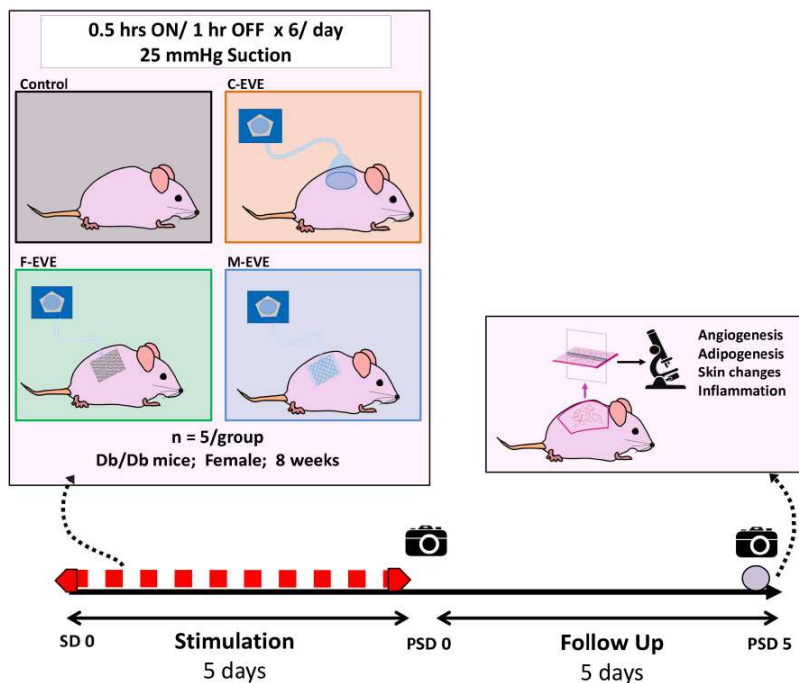 0.5 hrs ON/ 1 hr OFF x 6/ day
25 mmHg Suction
Control
C-EVE
F-EVE
M-EVE
n = 5/group
Db/Db mice; Female; 8 weeks
Angiogenesis
Adipogenesis
Skin changes
Inflammation
SD 0
Stimulation
5 days
PSD 0
Follow Up
5 days
PSD 5